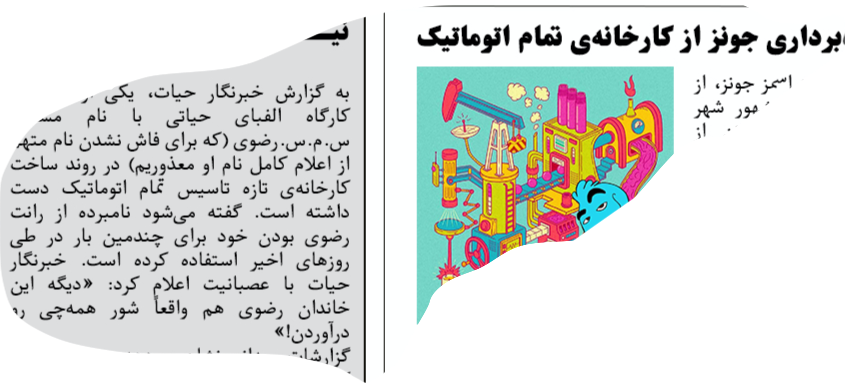 برداری جونز از کارخانه‌ی تمام اتوماتیک
اسمز جونز، از
شهر
از
به گزارش خبرنگار حیات، یکی
کارگاه الفبای حیاتی با نام
س.م.س.رضوی (که برای فاش نشدن نام متهم
از اعلام کامل نام او معذوریم) در روند ساخت
کارخانه‌ی تازه تاسیس تمام اتوماتیک دست
داشته است. گفته می‌شود نامبرده از رانت
رضوی بودن خود برای چندمین بار در طی
روزهای اخیر استفاده کرده است. خبرنگار
حیات با عصبانیت اعلام کرد: «دیگه این
خاندان رضوی هم واقعاً شور همه‌چی رو
درآوردن!»